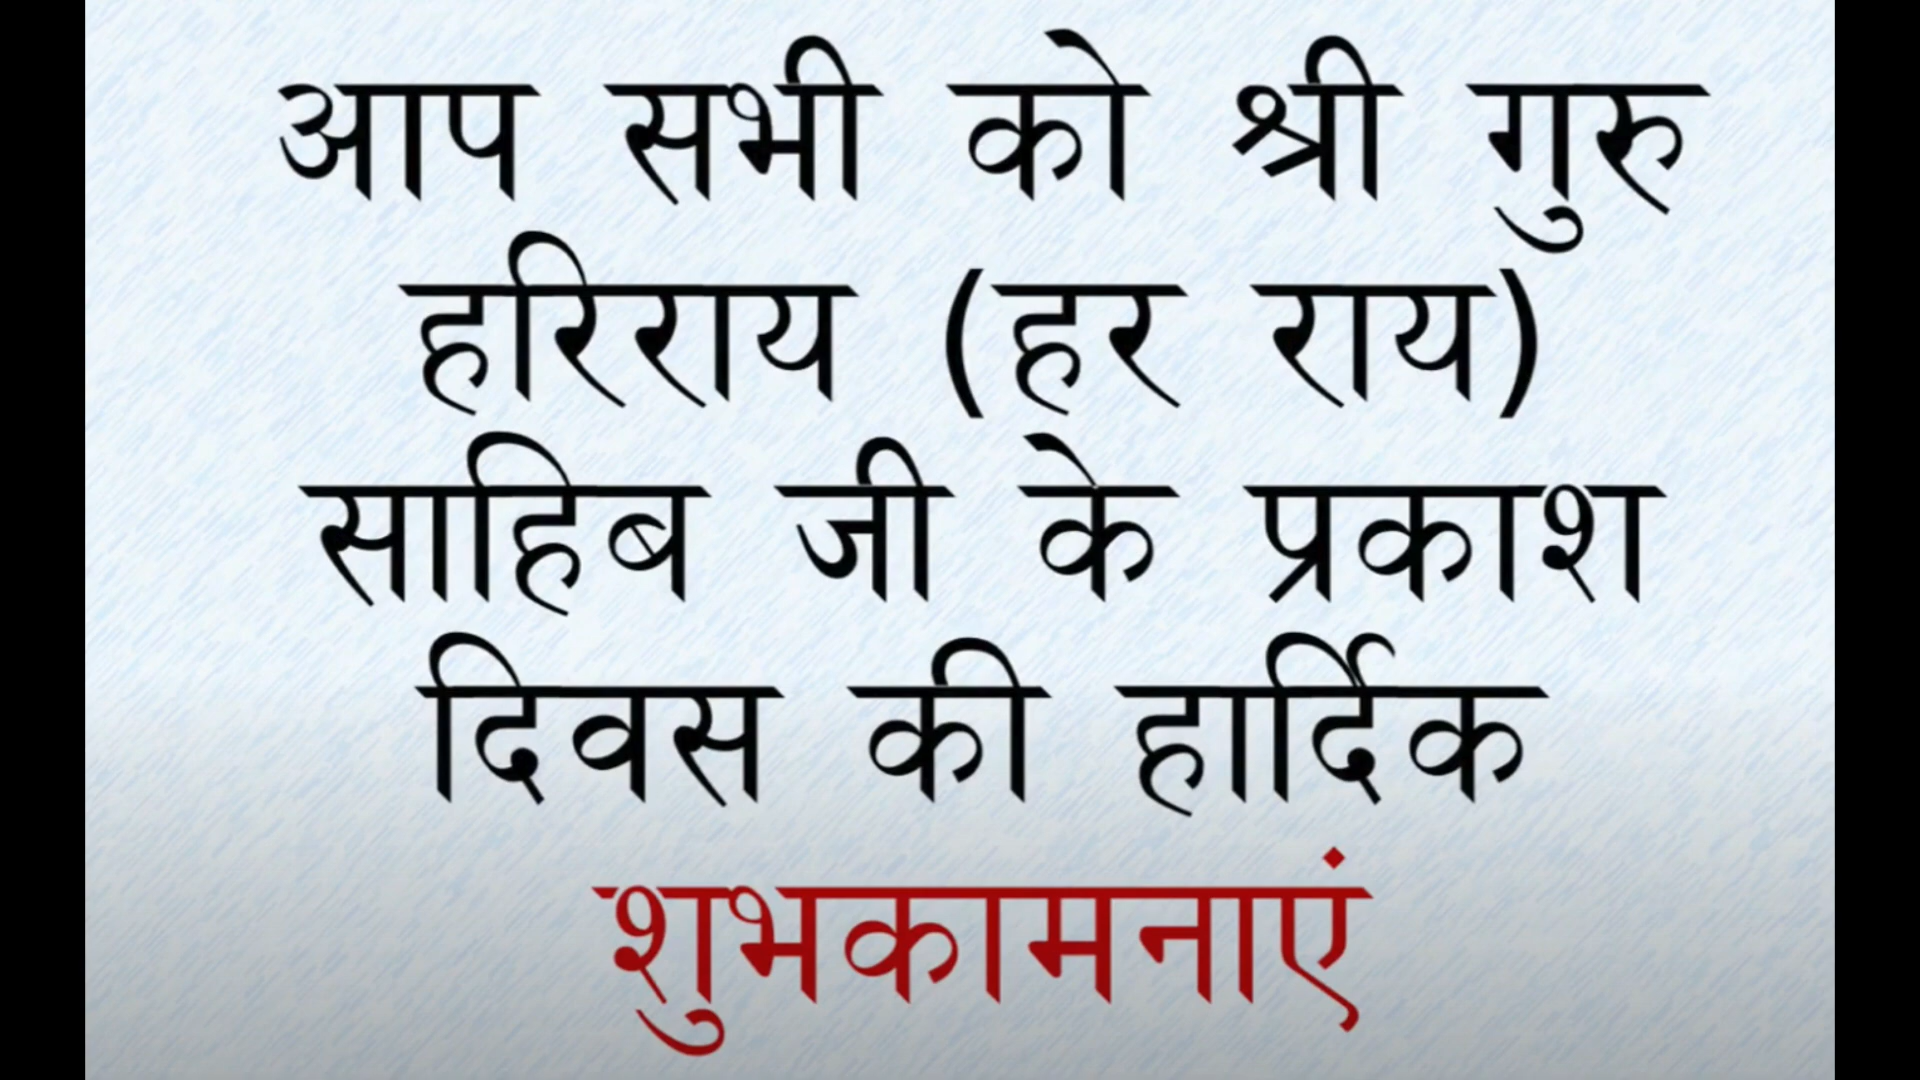 आप सभी को श्री गुरु
हरिराय (हर राय)
साहिब जी के प्रकाश
दिवस की हार्दिक
शुभकामनाएं